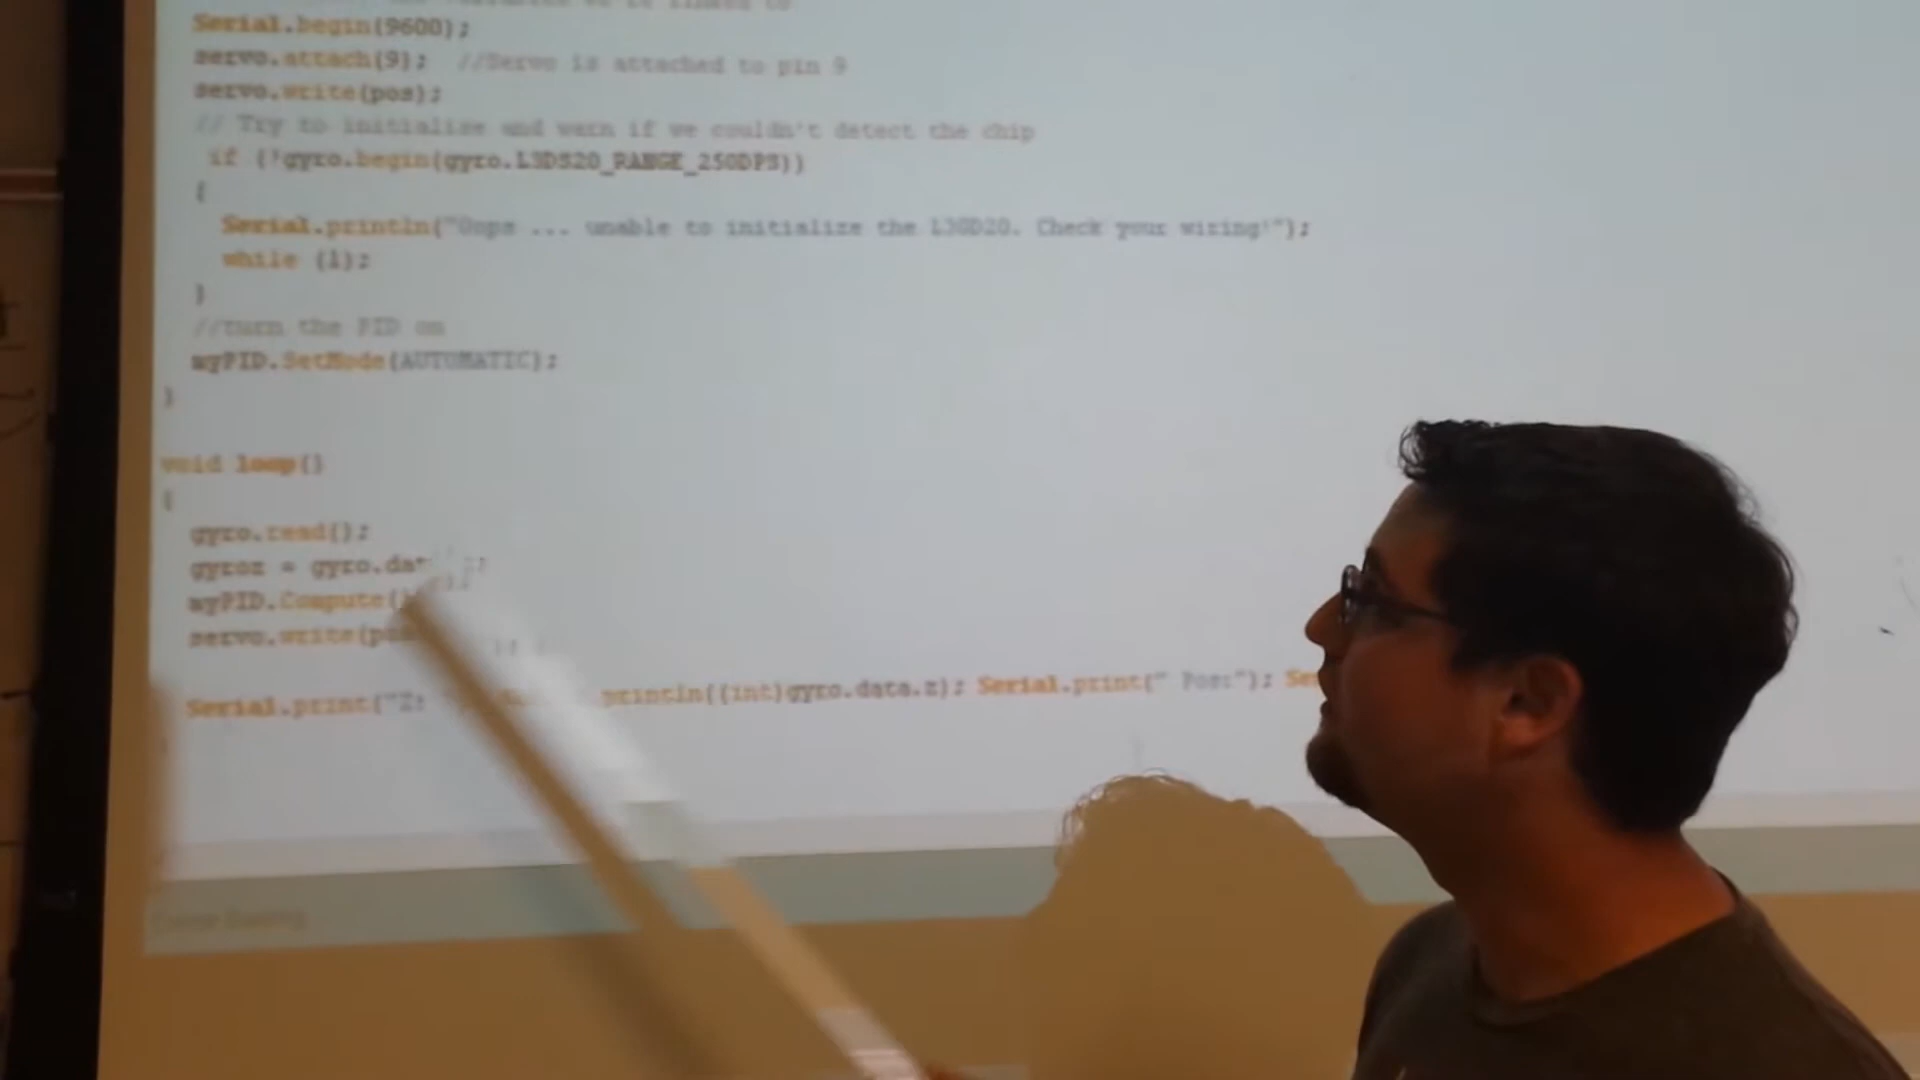 Serial.begin(9600);
servo.attach(9); //Servo is attached to pin 9
servo.write(pos);
// Try to initialise and warn if we couldn't detect the chip
if (!gyro.begin(gyro.L3DS20_RANGE_250DPS))
{
Serial.println("Oops ... unable to initialize the L3GD20. Check your wiring!");
while (1);
}
//turn the PID on
myPID.SetMode(AUTOMATIC);
}
void loop()
{
gyro.read();
gyroz = gyro.dat
myPID.Compute()
servo.write(pos
Serial.print("Z: println((int)gyro.data.z); Serial.print(" Pos:"); Se